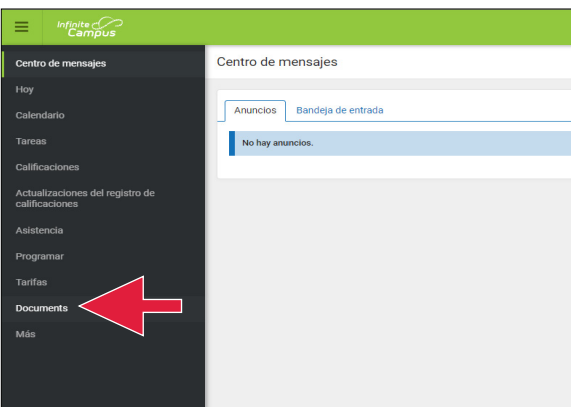 Infinite
Campus
Centro de mensajes
Centro de mensajes
Hoy
Calendario
Tareas
Calificaciones
Actualizaciones del registro de
calificaciones
Asistencia
Programar
Tarifas
Documents
Más
Anuncios
Bandeja de entrada
No hay anuncios.